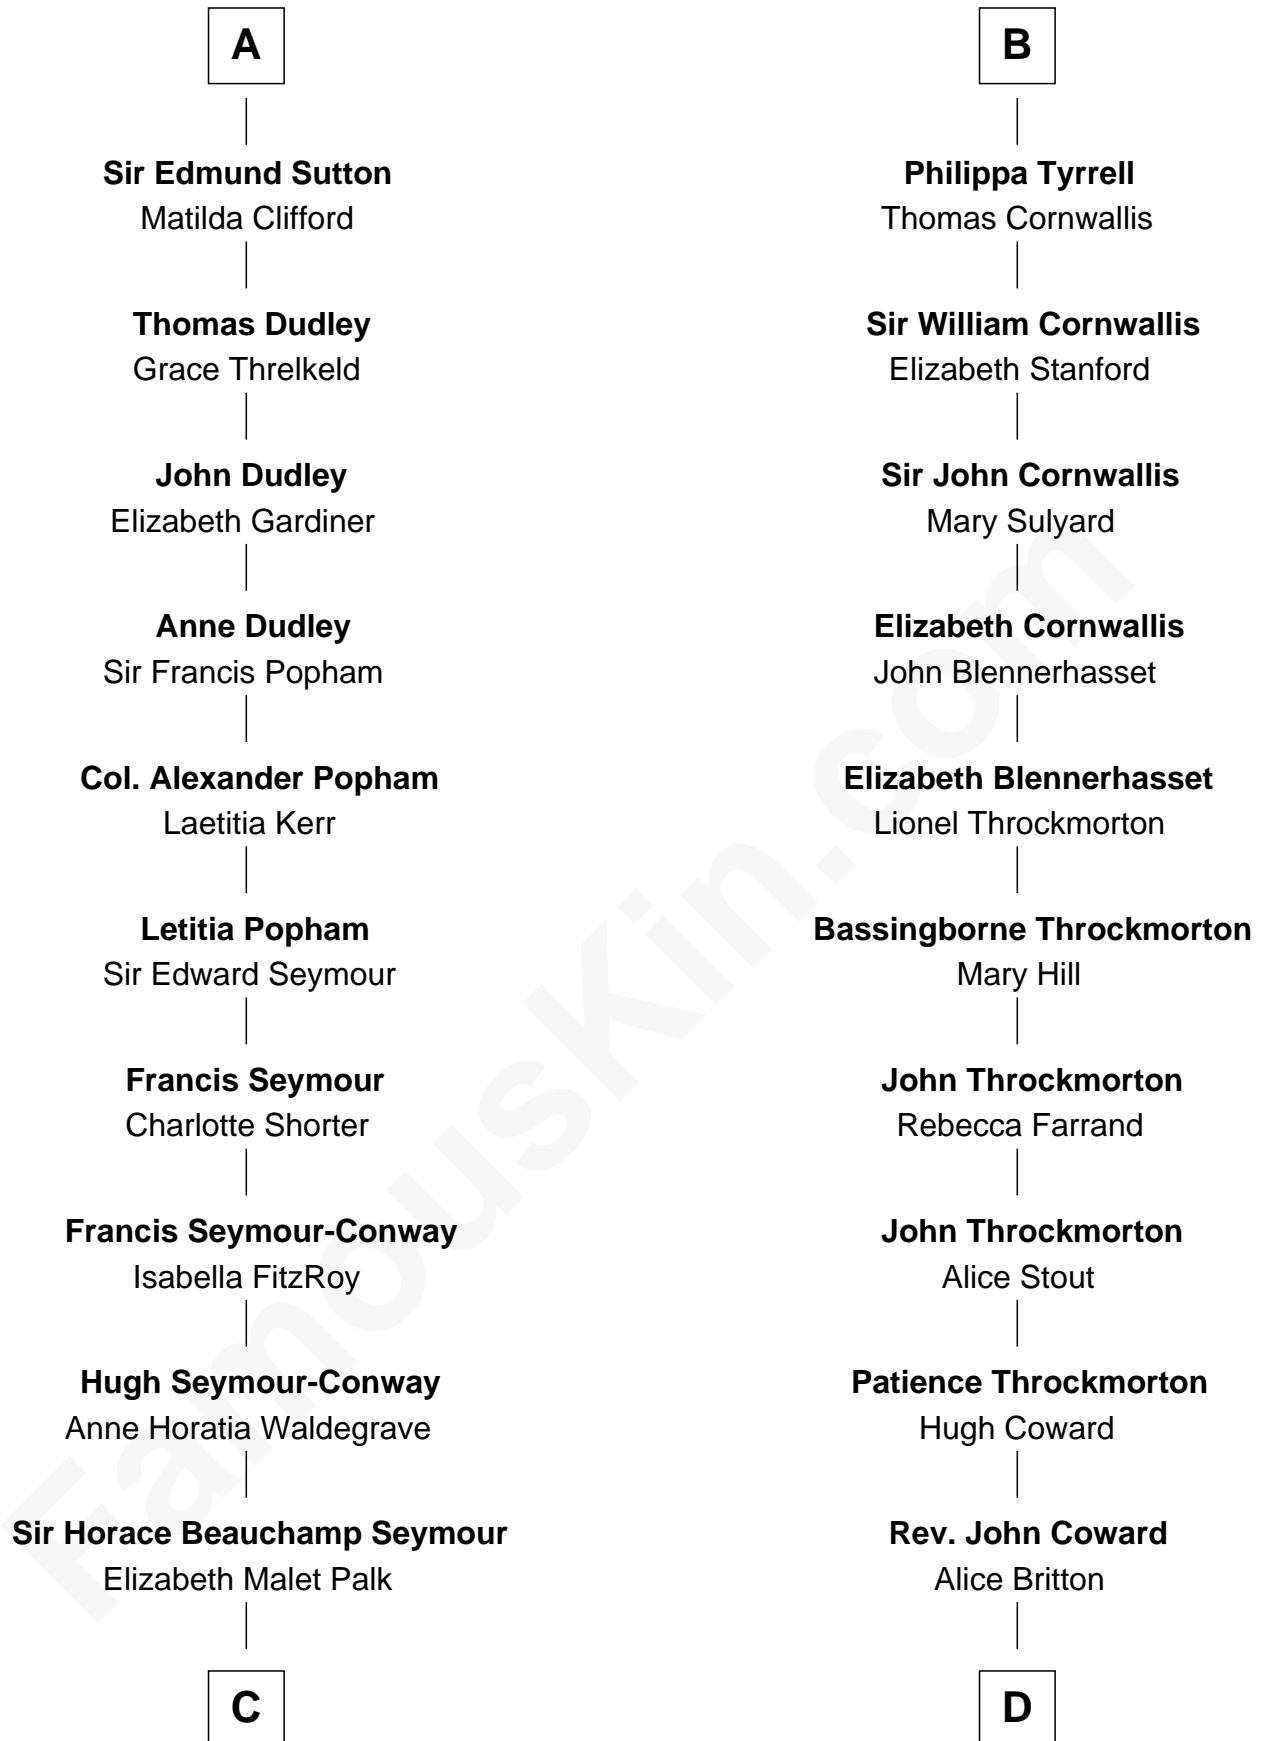 A
Sir Edmund Sutton
Matilda Clifford
Thomas Dudley
Grace Threlkeld
John Dudley
Elizabeth Gardiner
Anne Dudley
Sir Francis Popham
Col. Alexander Popham
Laetitia Kerr
Letitia Popham
Sir Edward Seymour
Francis Seymour
Charlotte Shorter
Francis Seymour-Conway
Isabella FitzRoy
Hugh Seymour-Conway
Anne Horatia Waldegrave
Sir Horace Beauchamp Seymour
Elizabeth Malet Palk
C
B
Philippa Tyrrell
Thomas Cornwallis
Sir William Cornwallis
Elizabeth Stanford
Sir John Cornwallis
Mary Sulyard
Elizabeth Cornwallis
John Blennerhasset
Elizabeth Blennerhasset
Lionel Throckmorton
Bassingborne Throckmorton
Mary Hill
John Throckmorton
Rebecca Farrand
John Throckmorton
Alice Stout
Patience Throckmorton
Hugh Coward
Rev. John Coward
Alice Britton
D
FamousKin.com